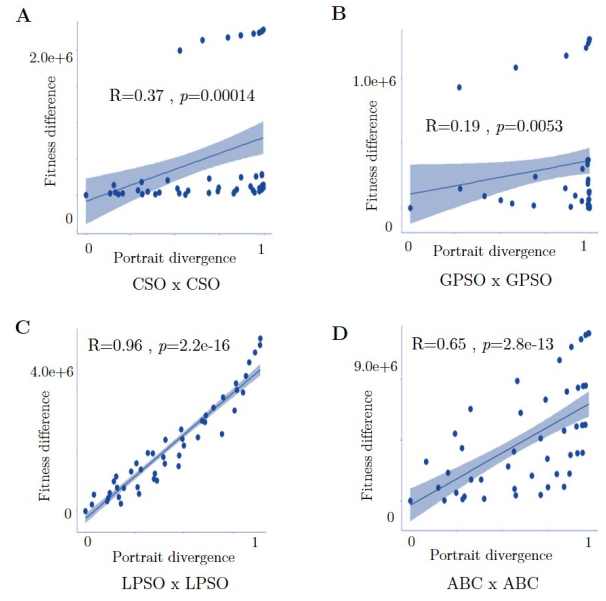 A
2.0e+6
R=0.37 , p=0.00014
Fitness difference
0
0
1
Portrait divergence
CSO x CSO
B
1.0e+6
R=0.19 , p=0.0053
Fitness difference
0
0
1
Portrait divergence
GPSO x GPSO
C
R=0.96 , p=2.2e-16
4.0e+6
Fitness difference
0
0
1
Portrait divergence
LPSO x LPSO
D
R=0.65 , p=2.8e-13
9.0e+6
Fitness difference
0
0
1
Portrait divergence
ABC x ABC